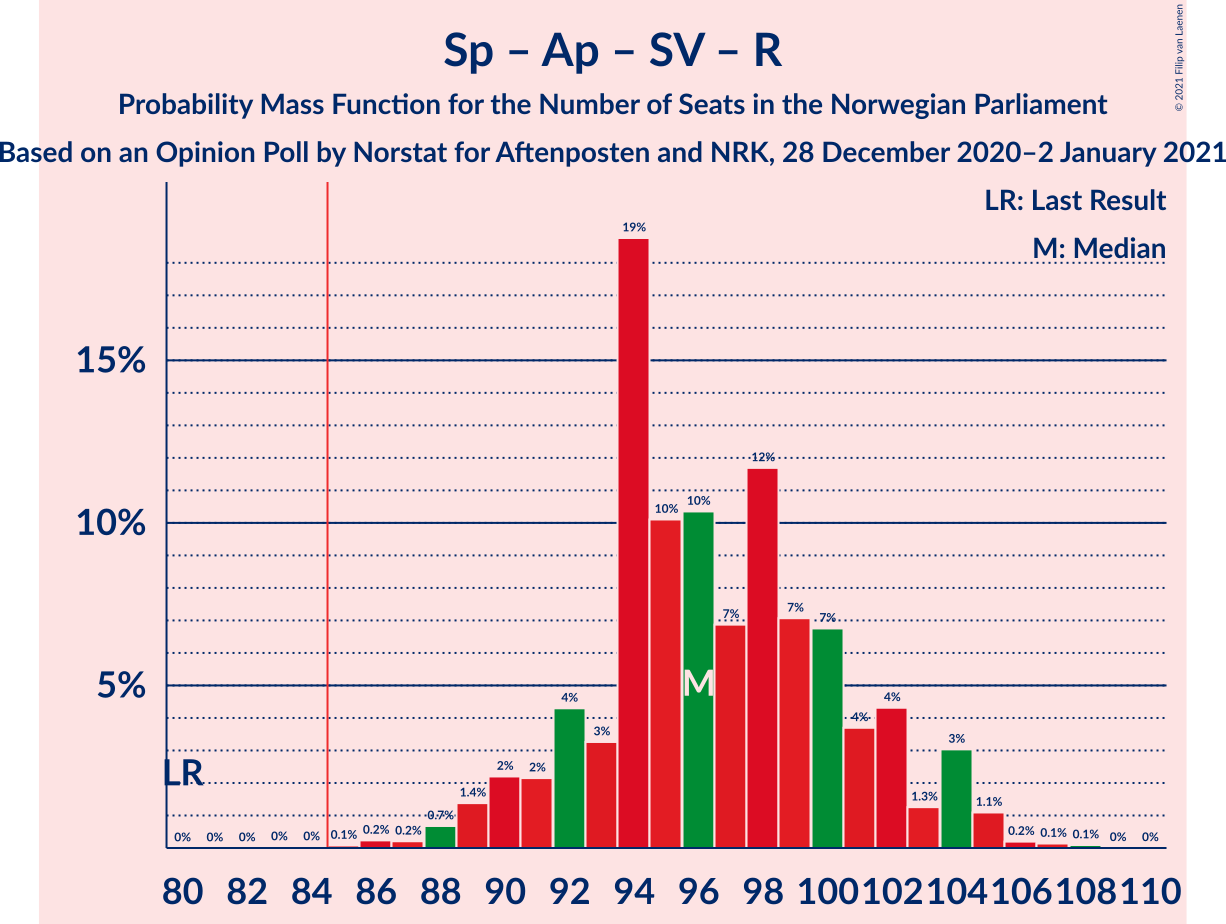 Sp – Ap – SV – R
Probability Mass Function for the Number of Seats in the Norwegian Parliament
Based on an Opinion Poll by Norstat for Aftenposten and NRK, 28 December 2020–2 January 2021
© 2021 Filip van Laenen
LR: Last Result
M: Median
19%
15%
12%
10%
10%
10%
7%
7%
7%
5%
M
4%
3%
4%
4%
3%
LR
2%
2%
1.4%
1.3%
1.1%
0.7%
0% 0% 0% 0% 0% 0.1% 0.2% 0.2% 0.2% 0.1% 0.1% 0% 0%
80 82 84 86 88 90 92 94 96 98 100 102 104 106 108 110